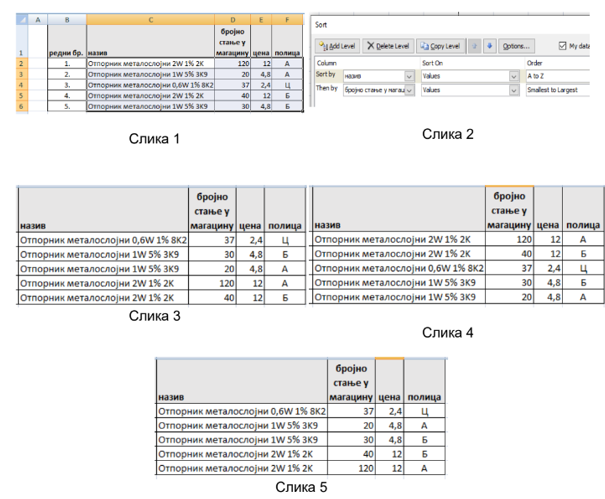 A B C D E F
1 редни бр. назив бројно стање у магацину цена полица
2 1. Отпорник металослојни 2W 1% 2K 120 12 А
3 2. Отпорник металослојни 1W 5% 3K9 20 4,8 А
4 3. Отпорник металослојни 0,6W 1% 8K2 37 2,4 Ц
5 4. Отпорник металослојни 2W 1% 2K 40 12 Б
6 5. Отпорник металослојни 1W 5% 3K9 30 4,8 Б
Слика 1
Sort
Add Level Delete Level Copy Level Options... My data
Column Sort On Order
Sort by назив Values A to Z
Then by бројно стање у магац Values Smallest to Largest
Слика 2
назив бројно стање у магацину цена полица
Отпорник металослојни 0,6W 1% 8K2 37 2,4 Ц
Отпорник металослојни 1W 5% 3K9 30 4,8 Б
Отпорник металослојни 1W 5% 3K9 20 4,8 А
Отпорник металослојни 2W 1% 2K 120 12 А
Отпорник металослојни 2W 1% 2K 40 12 Б
Слика 3
назив бројно стање у магацину цена полица
Отпорник металослојни 2W 1% 2K 120 12 А
Отпорник металослојни 2W 1% 2K 40 12 Б
Отпорник металослојни 0,6W 1% 8K2 37 2,4 Ц
Отпорник металослојни 1W 5% 3K9 30 4,8 Б
Отпорник металослојни 1W 5% 3K9 20 4,8 А
Слика 4
назив бројно стање у магацину цена полица
Отпорник металослојни 0,6W 1% 8K2 37 2,4 Ц
Отпорник металослојни 1W 5% 3K9 20 4,8 А
Отпорник металослојни 1W 5% 3K9 30 4,8 Б
Отпорник металослојни 2W 1% 2K 40 12 Б
Отпорник металослојни 2W 1% 2K 120 12 А
Слика 5